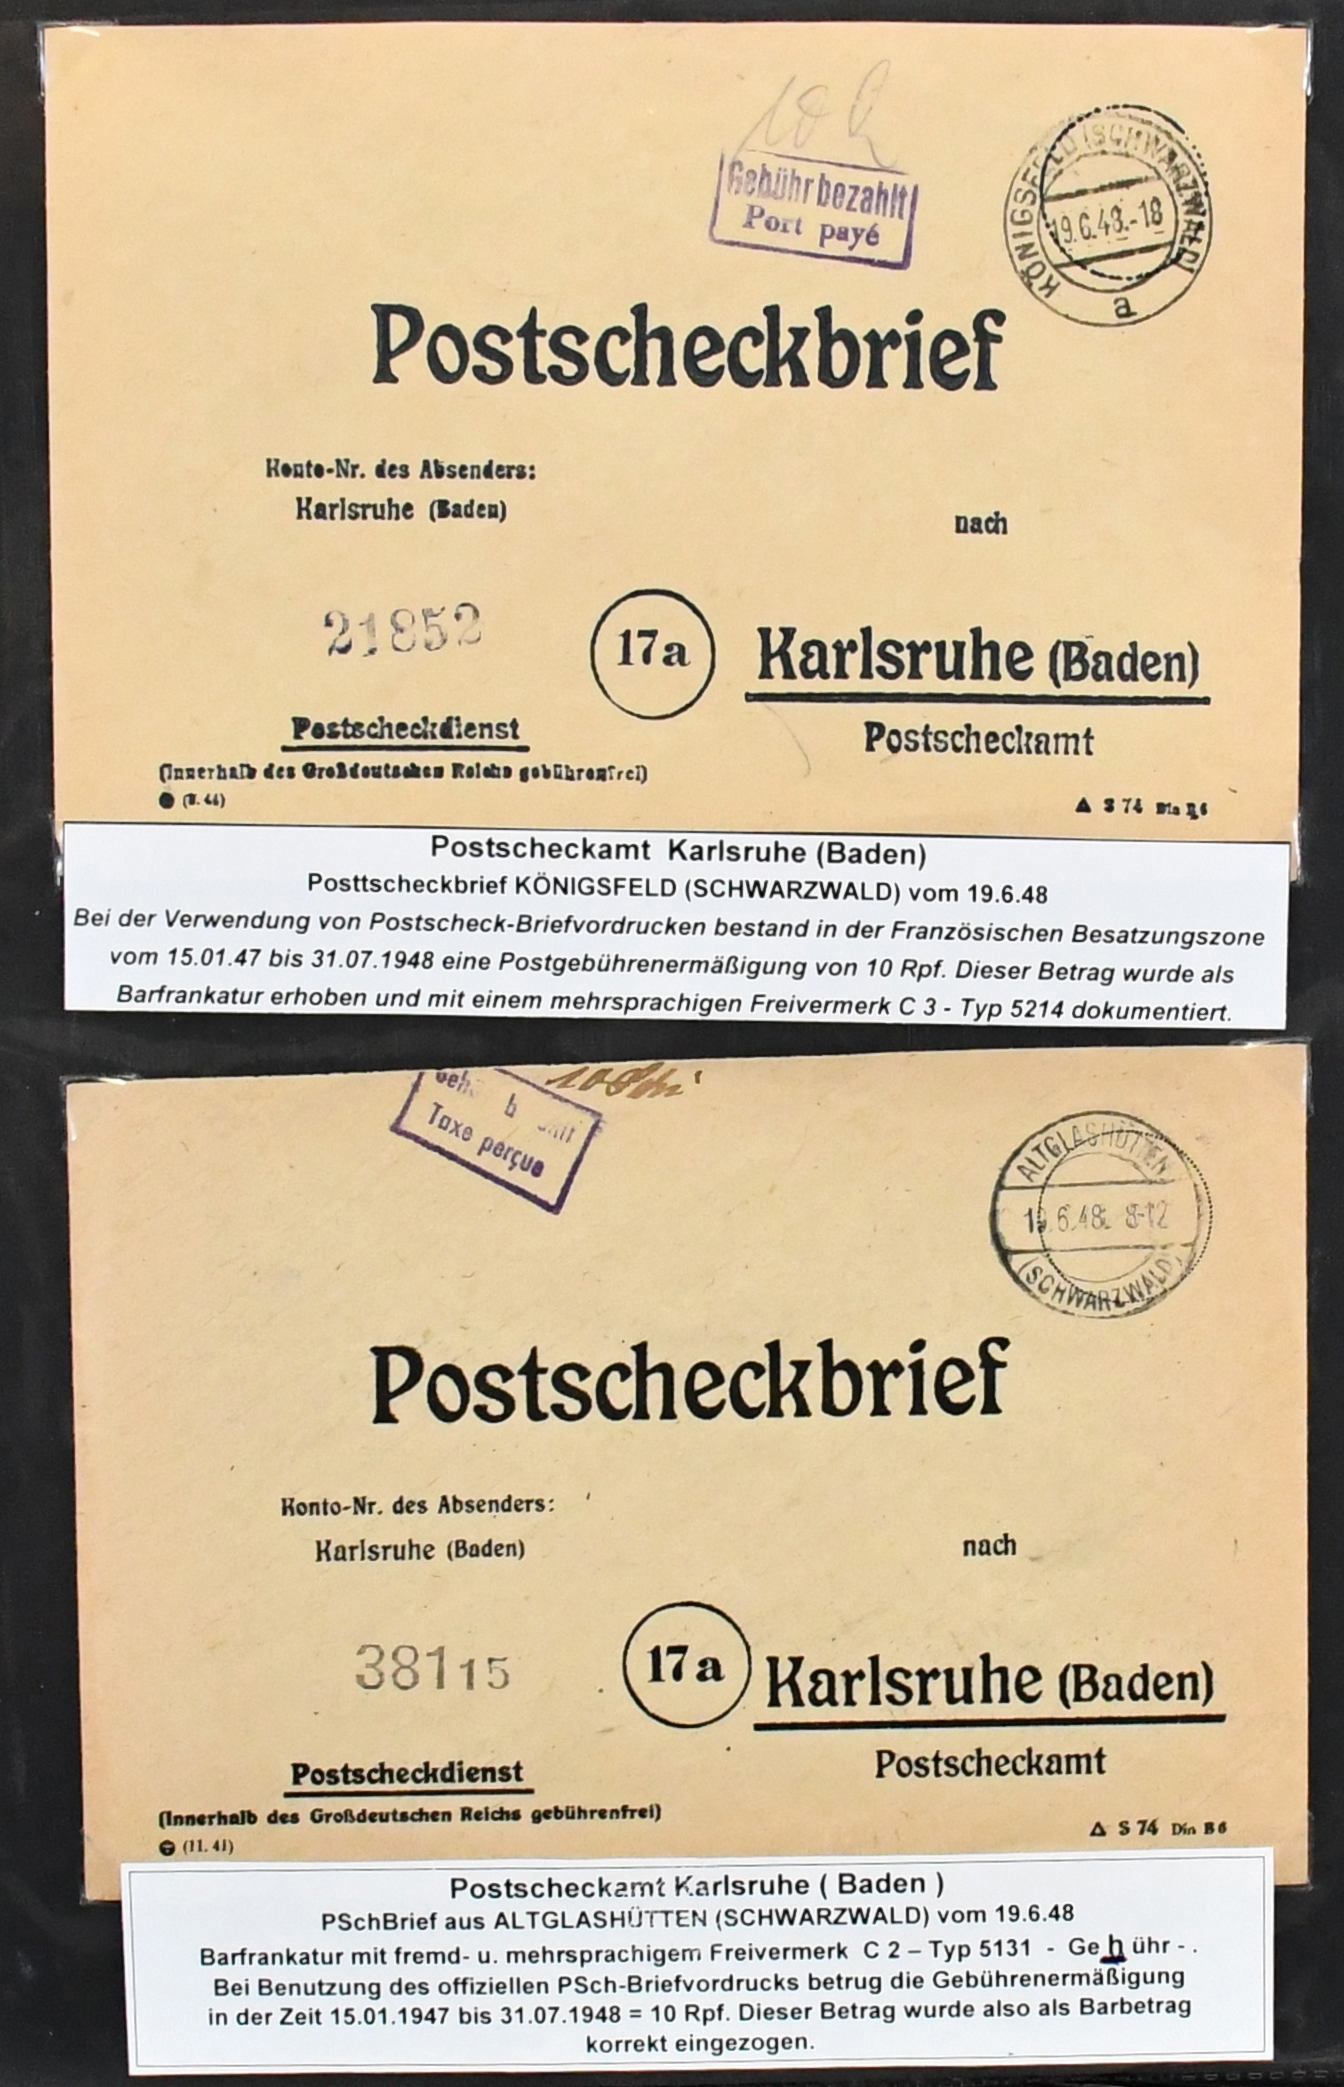 Gebühr bezahlt
Port payé
KÖNIGSFELD (SCHWARZWALD)
19.6.48.-18
a
Postscheckbrief
Konto-Nr. des Absenders:
Karlsruhe (Baden)
nach
21852
17a
Karlsruhe (Baden)
Postscheckdienst
Postscheckamt
(Innerhalb des Großdeutschen Reichs gebührenfrei)
S 74 Din B 6
Postscheckamt Karlsruhe (Baden)
Posttscheckbrief KÖNIGSFELD (SCHWARZWALD) vom 19.6.48
Bei der Verwendung von Postscheck-Briefvordrucken bestand in der Französischen Besatzungszone
vom 15.01.47 bis 31.07.1948 eine Postgebührenermäßigung von 10 Rpf. Dieser Betrag wurde als
Barfrankatur erhoben und mit einem mehrsprachigen Freivermerk C 3 - Typ 5214 dokumentiert.
Taxe perçue
ALTGLASHÜTTEN
6.48. 8-12
(SCHWARZWALD)
Postscheckbrief
Konto-Nr. des Absenders:
Karlsruhe (Baden)
nach
38115
17a
Karlsruhe (Baden)
Postscheckdienst
Postscheckamt
(Innerhalb des Großdeutschen Reichs gebührenfrei)
(11. 41)
S 74 Din B 6
Postscheckamt Karlsruhe ( Baden )
PSchBrief aus ALTGLASHÜTTEN (SCHWARZWALD) vom 19.6.48
Barfrankatur mit fremd- u. mehrsprachigem Freivermerk C 2 – Typ 5131 - Gehühr - .
Bei Benutzung des offiziellen PSch-Briefvordrucks betrug die Gebührenermäßigung
in der Zeit 15.01.1947 bis 31.07.1948 = 10 Rpf. Dieser Betrag wurde also als Barbetrag
korrekt eingezogen.